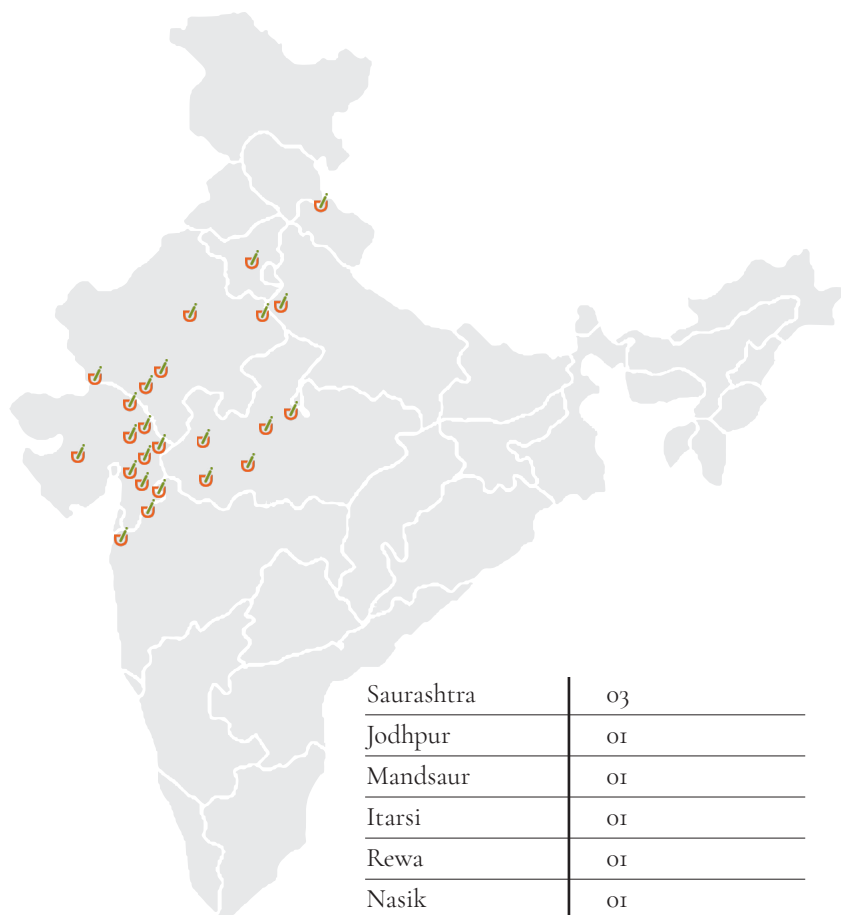 Saurashtra 03
Jodhpur 01
Mandsaur 01
Itarsi 01
Rewa 01
Nasik 01